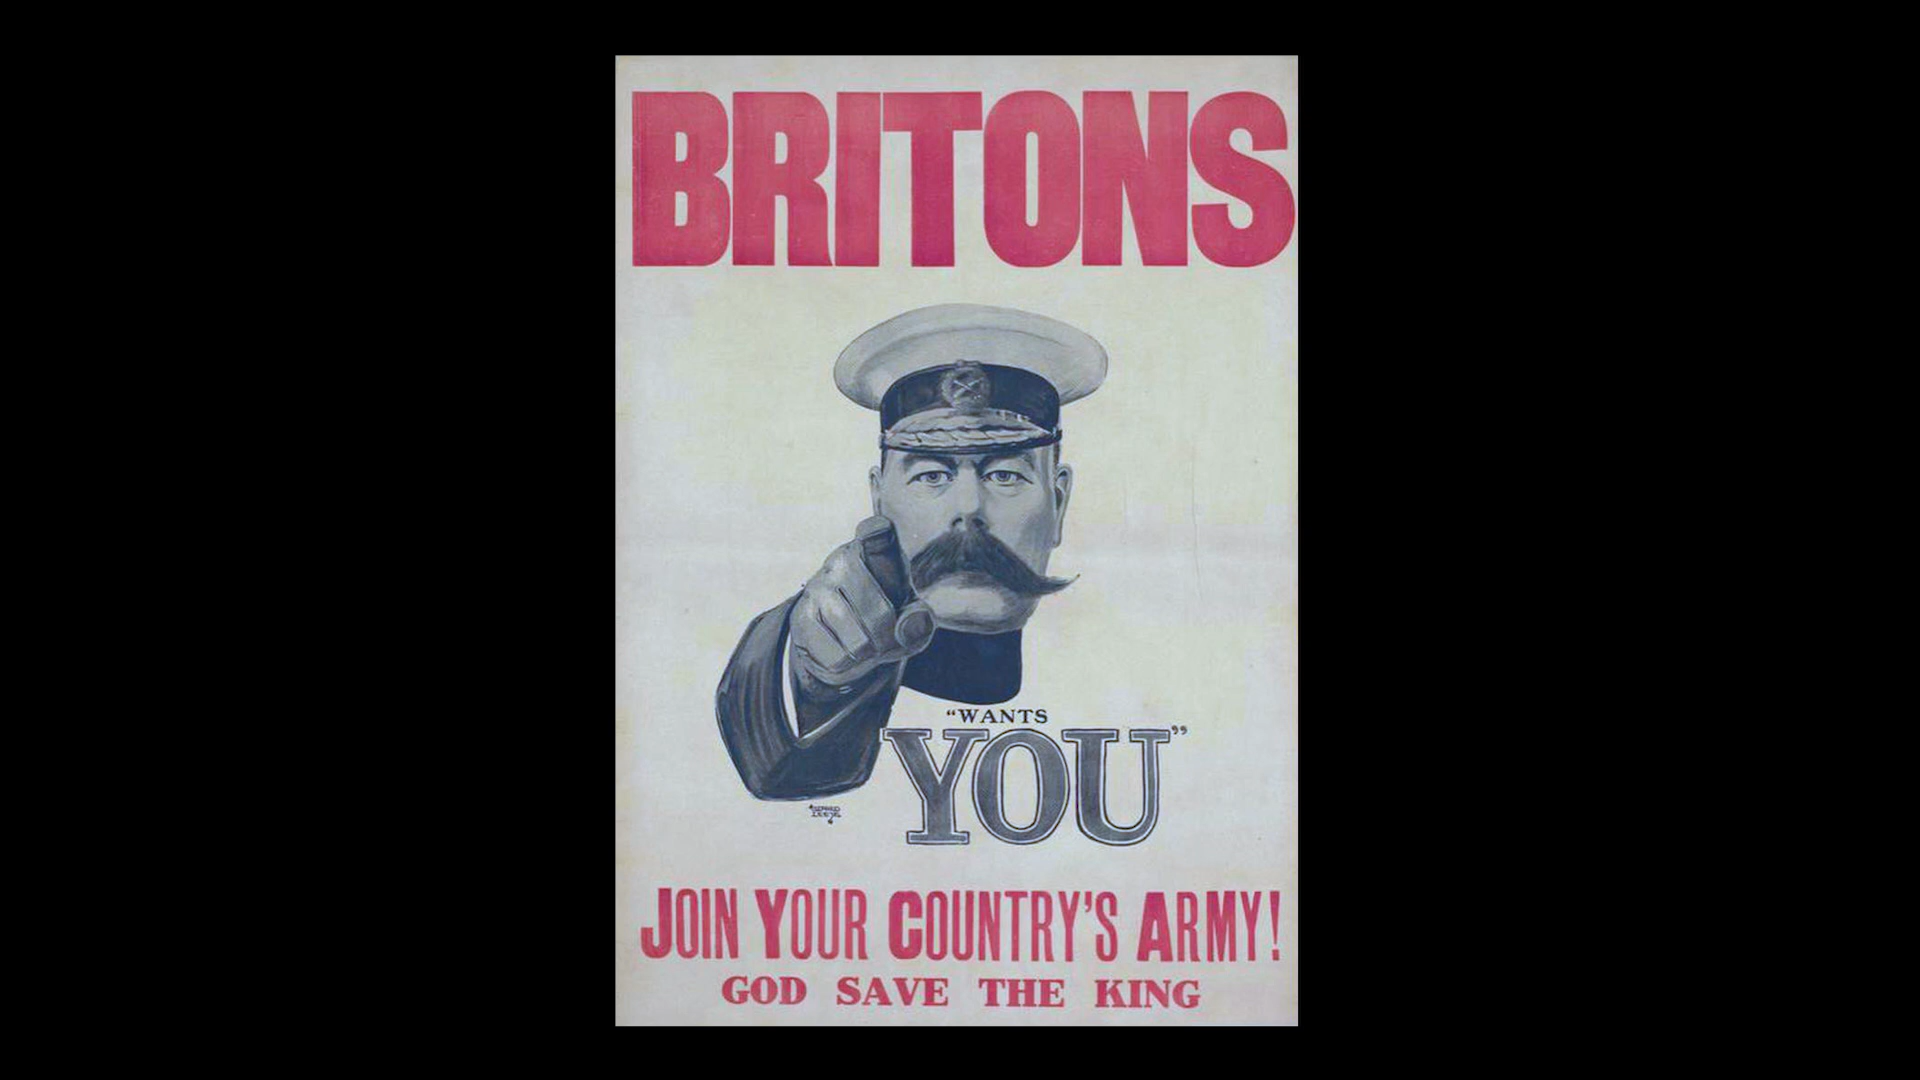 BRITONS
"WANTS
YOU"
JOIN YOUR COUNTRY'S ARMY!
GOD SAVE THE KING